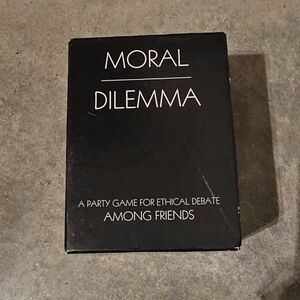 MORAL
DILEMMA
A PARTY GAME FOR ETHICAL DEBATE
AMONG FRIENDS